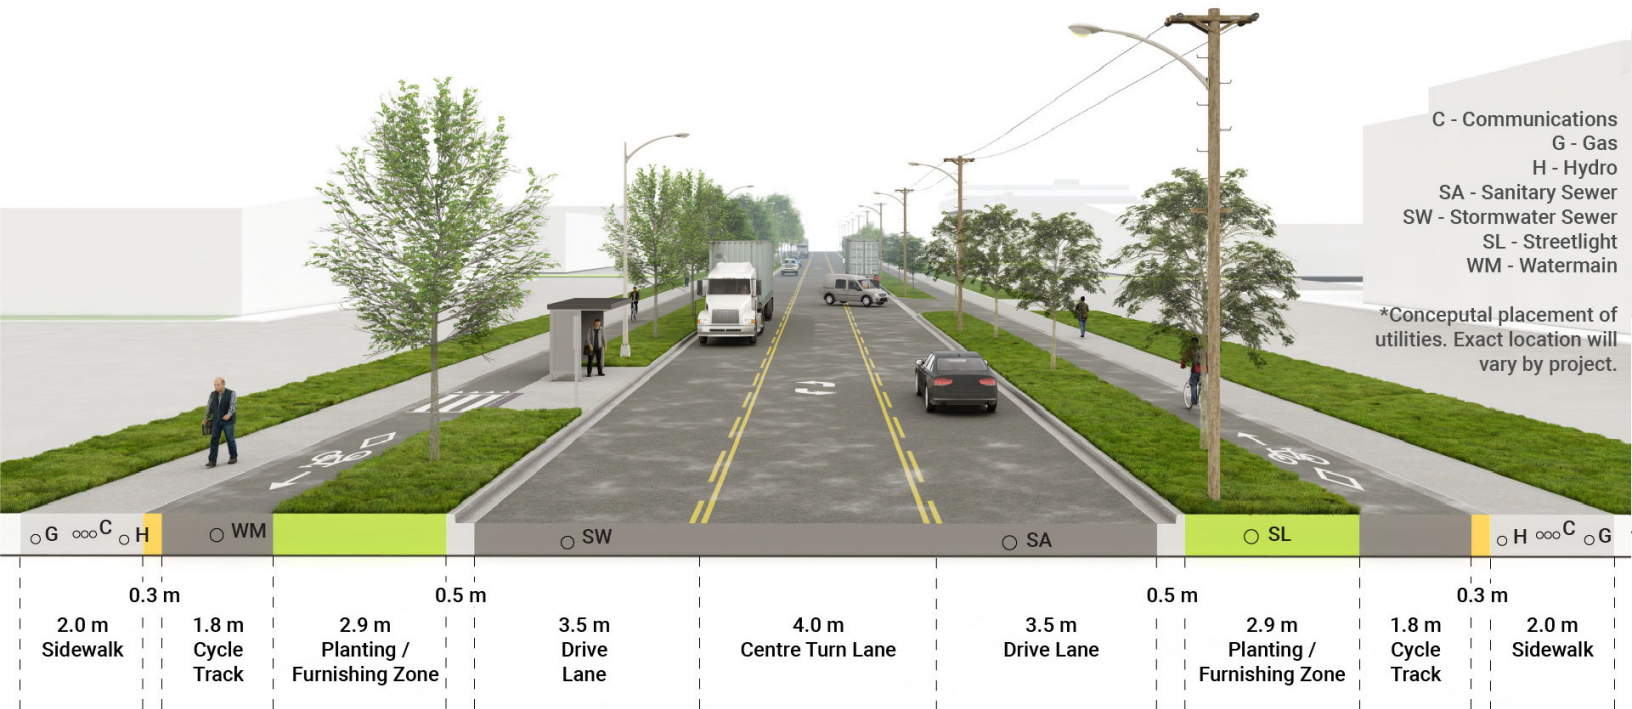 C - Communications
G - Gas
H - Hydro
SA - Sanitary Sewer
SW - Stormwater Sewer
SL - Streetlight
WM - Watermain
*Conceputal placement of
utilities. Exact location will
vary by project.
G C H WM SW SA SL H C G
0.3 m 0.5 m 0.5 m 0.3 m
2.0 m 1.8 m 2.9 m 3.5 m 4.0 m 3.5 m 2.9 m 1.8 m 2.0 m
Sidewalk Cycle Planting / Drive Centre Turn Lane Drive Lane Planting / Cycle Sidewalk
Track Furnishing Zone Lane Furnishing Zone Track